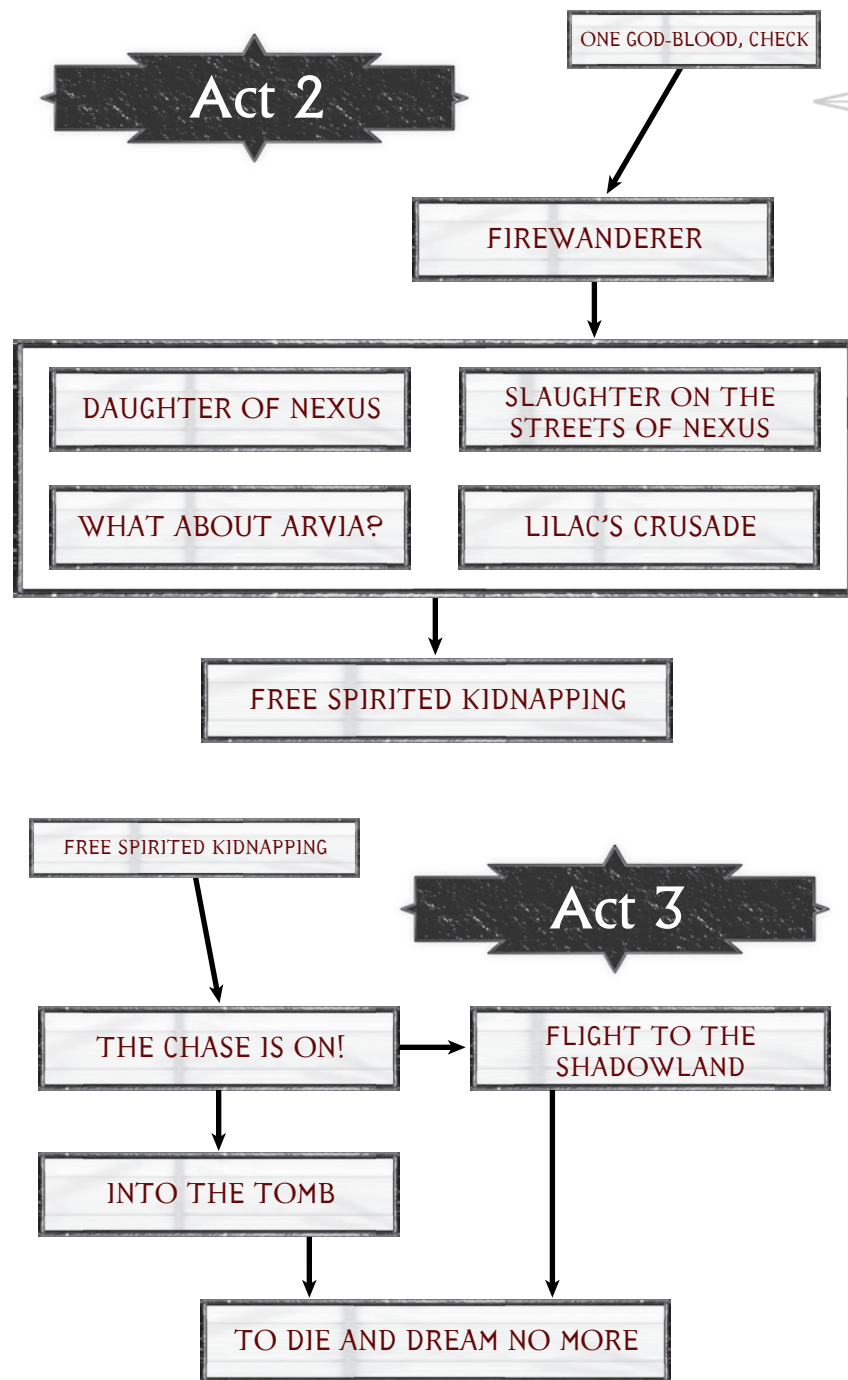 ONE GOD-BLOOD, CHECK
Act 2
FIREWANDERER
DAUGHTER OF NEXUS
SLAUGHTER ON THE
STREETS OF NEXUS
WHAT ABOUT ARVIA?
LILAC'S CRUSADE
FREE SPIRITED KIDNAPPING
FREE SPIRITED KIDNAPPING
Act 3
THE CHASE IS ON!
FLIGHT TO THE
SHADOWLAND
INTO THE TOMB
TO DIE AND DREAM NO MORE